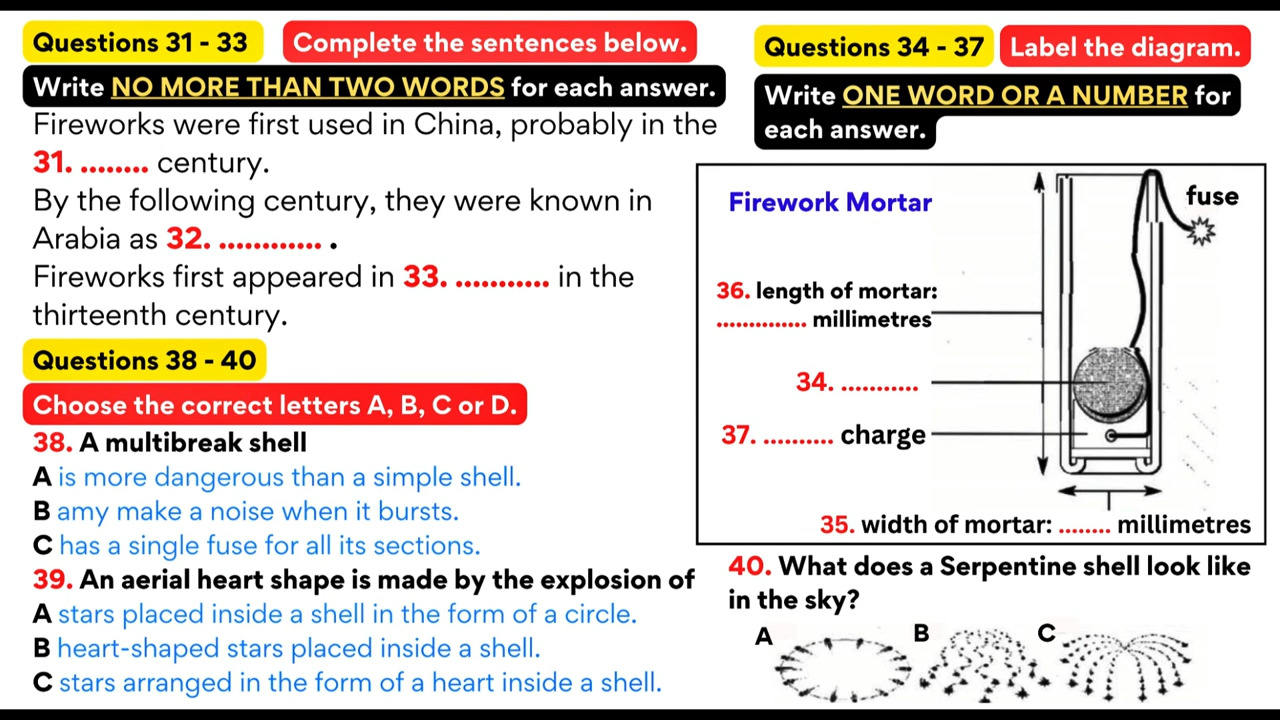 Questions 31 - 33
Complete the sentences below.
Write NO MORE THAN TWO WORDS for each answer.
Fireworks were first used in China, probably in the
31. ........ century.
By the following century, they were known in
Arabia as 32. ............ .
Fireworks first appeared in 33. ........... in the
thirteenth century.
Questions 38 - 40
Choose the correct letters A, B, C or D.
38. A multibreak shell
A is more dangerous than a simple shell.
B amy make a noise when it bursts.
C has a single fuse for all its sections.
39. An aerial heart shape is made by the explosion of
A stars placed inside a shell in the form of a circle.
B heart-shaped stars placed inside a shell.
C stars arranged in the form of a heart inside a shell.
Questions 34 - 37
Label the diagram.
Write ONE WORD OR A NUMBER for
each answer.
Firework Mortar
fuse
36. length of mortar:
.............. millimetres
34. ...........
37. .......... charge
35. width of mortar: ........ millimetres
40. What does a Serpentine shell look like
in the sky?
A
B
C